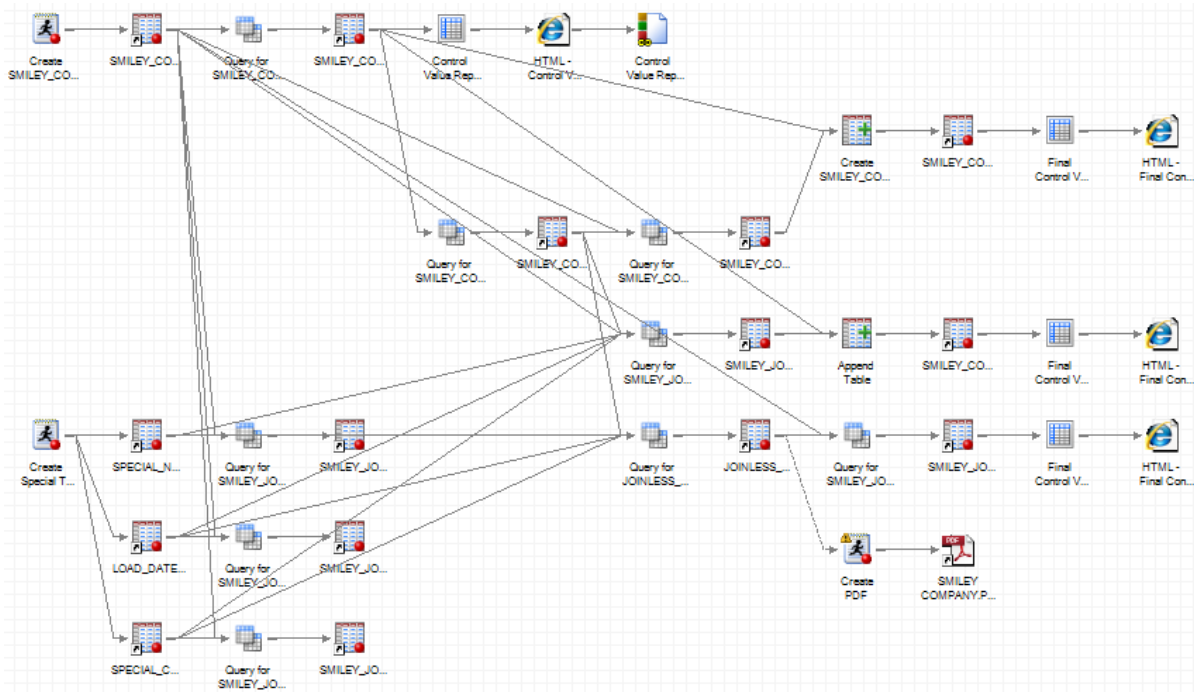 Create
SMILEY_CO...
SMILEY_CO...
Query for
SMILEY_CO...
SMILEY_CO...
Control
Value Rep...
HTML -
Control V...
Control
Value Rep...
Create
SMILEY_CO...
SMILEY_CO...
Final
Control V...
HTML -
Final Con...
Query for
SMILEY_CO...
SMILEY_CO...
Query for
SMILEY_CO...
SMILEY_CO...
Query for
SMILEY_JO...
SMILEY_JO...
Append
Table
SMILEY_CO...
Final
Control V...
HTML -
Final Con...
Create
Special T...
SPECIAL_N...
Query for
SMILEY_JO...
SMILEY_JO...
Query for
JOINLESS_...
JOINLESS_...
Query for
SMILEY_JO...
SMILEY_JO...
Final
Control V...
HTML -
Final Con...
LOAD_DATE...
Query for
SMILEY_JO...
SMILEY_JO...
Create
PDF
PDF
SMILEY
COMPANY.P...
SPECIAL_C...
Query for
SMILEY_JO...
SMILEY_JO...